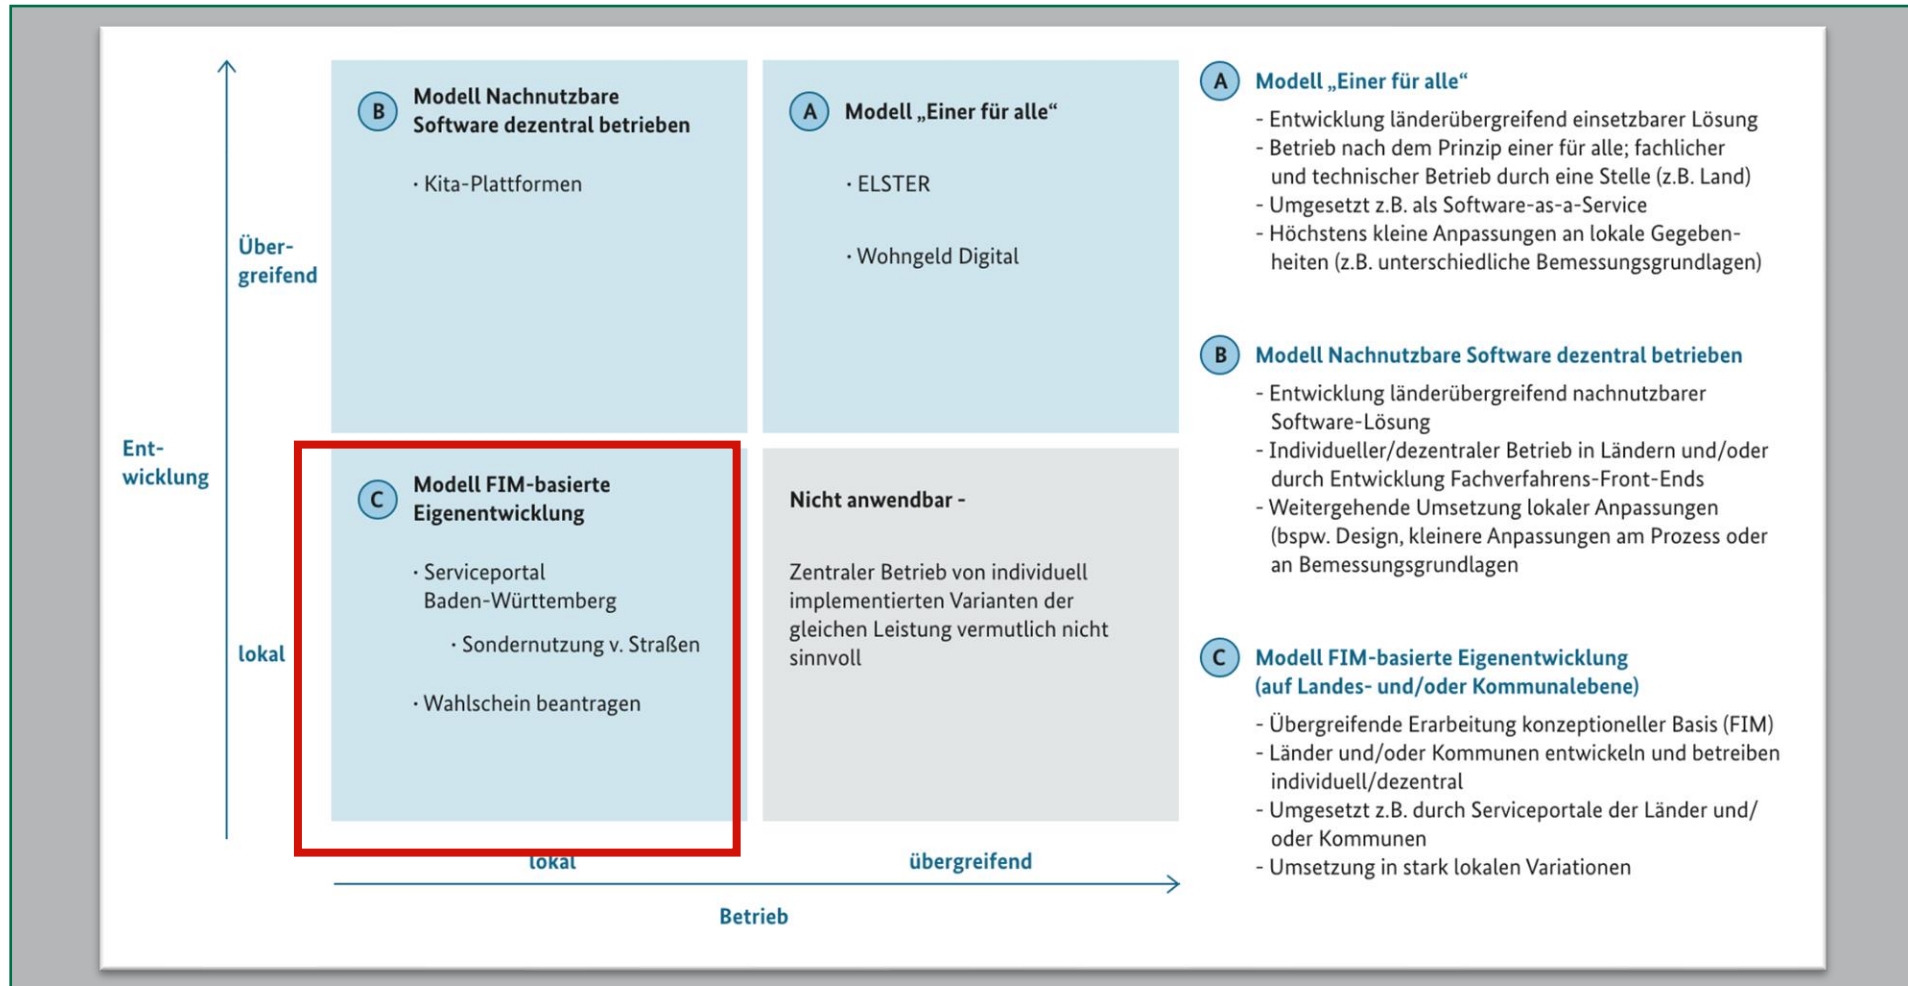 B
Modell Nachnutzbare
Software dezentral betrieben
· Kita-Plattformen
A
Modell „Einer für alle“
· ELSTER
· Wohngeld Digital
Über-
greifend
Ent-
wicklung
lokal
C
Modell FIM-basierte
Eigenentwicklung
· Serviceportal
Baden-Württemberg
· Sondernutzung v. Straßen
· Wahlschein beantragen
Nicht anwendbar -
Zentraler Betrieb von individuell
implementierten Varianten der
gleichen Leistung vermutlich nicht
sinnvoll
lokal
übergreifend
Betrieb
A
Modell „Einer für alle“
- Entwicklung länderübergreifend einsetzbarer Lösung
- Betrieb nach dem Prinzip einer für alle; fachlicher
und technischer Betrieb durch eine Stelle (z.B. Land)
- Umgesetzt z.B. als Software-as-a-Service
- Höchstens kleine Anpassungen an lokale Gegeben-
heiten (z.B. unterschiedliche Bemessungsgrundlagen)
B
Modell Nachnutzbare Software dezentral betrieben
- Entwicklung länderübergreifend nachnutzbarer
Software-Lösung
- Individueller/dezentraler Betrieb in Ländern und/oder
durch Entwicklung Fachverfahrens-Front-Ends
- Weitergehende Umsetzung lokaler Anpassungen
(bspw. Design, kleinere Anpassungen am Prozess oder
an Bemessungsgrundlagen
C
Modell FIM-basierte Eigenentwicklung
(auf Landes- und/oder Kommunalebene)
- Übergreifende Erarbeitung konzeptioneller Basis (FIM)
- Länder und/oder Kommunen entwickeln und betreiben
individuell/dezentral
- Umgesetzt z.B. durch Serviceportale der Länder und/
oder Kommunen
- Umsetzung in stark lokalen Variationen